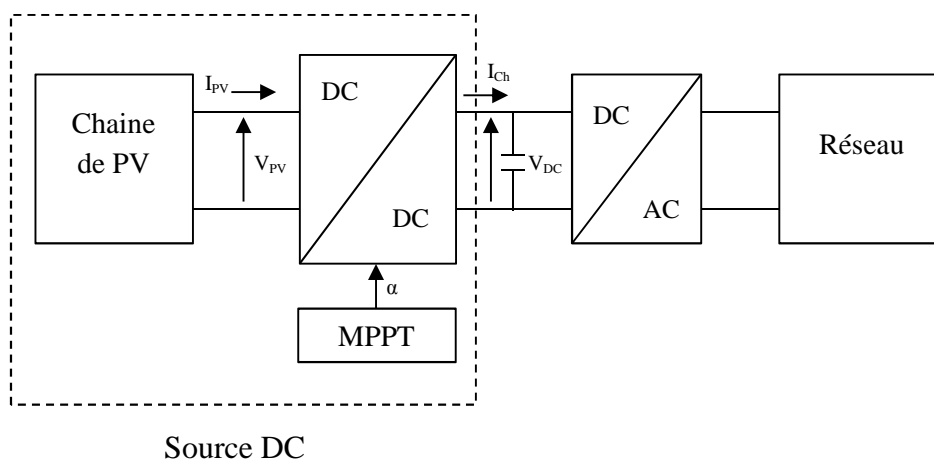 Chaine
de PV
I_PV
V_PV
DC
DC
α
MPPT
I_Ch
V_DC
DC
AC
Réseau
Source DC